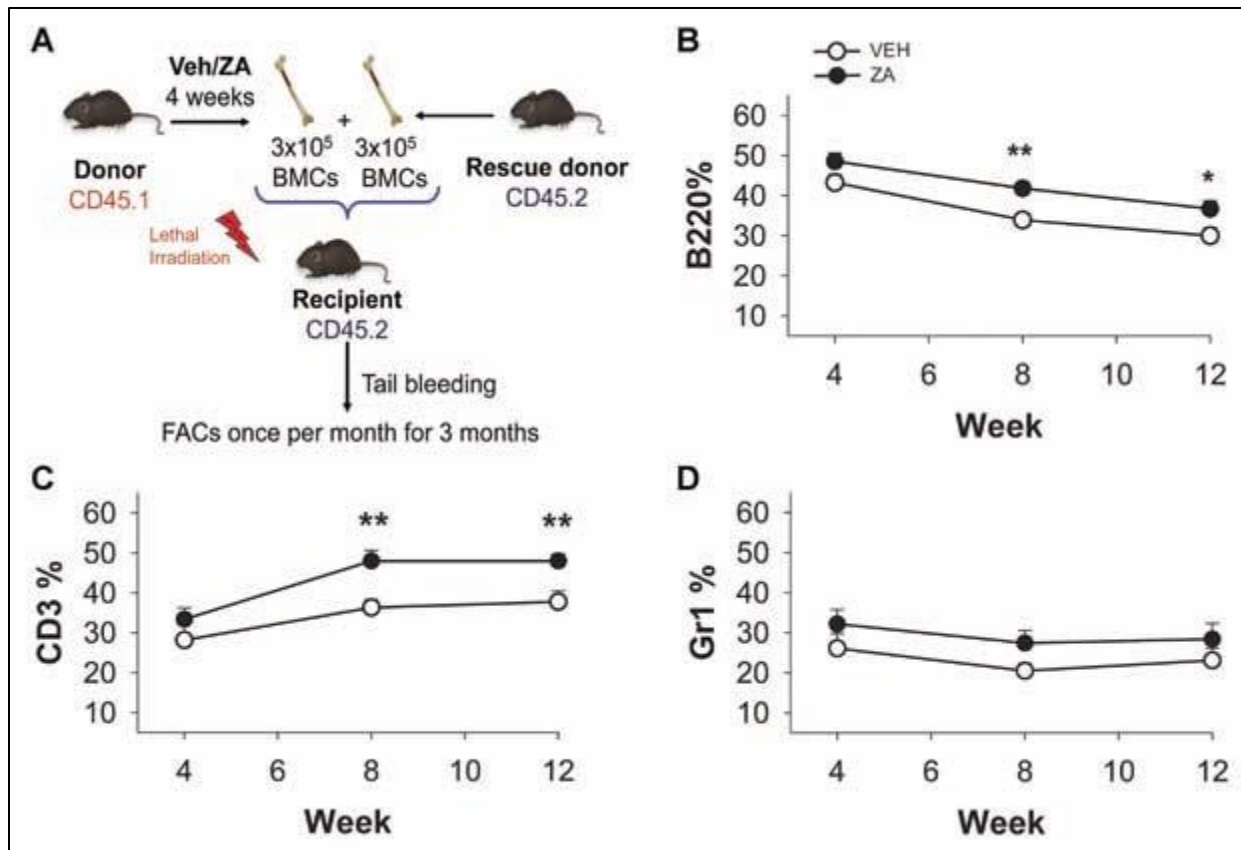 A
Veh/ZA
4 weeks
+
3x10⁵ 3x10⁵
BMCs BMCs
Donor
CD45.1
Rescue donor
CD45.2
Lethal
Irradiation
Recipient
CD45.2
Tail bleeding
FACs once per month for 3 months
B
VEH
ZA
B220%
60
50
40
30
20
10
**
*
4 6 8 10 12
Week
C
CD3 %
60
50
40
30
20
10
** **
4 6 8 10 12
Week
D
Gr1 %
60
50
40
30
20
10
4 6 8 10 12
Week